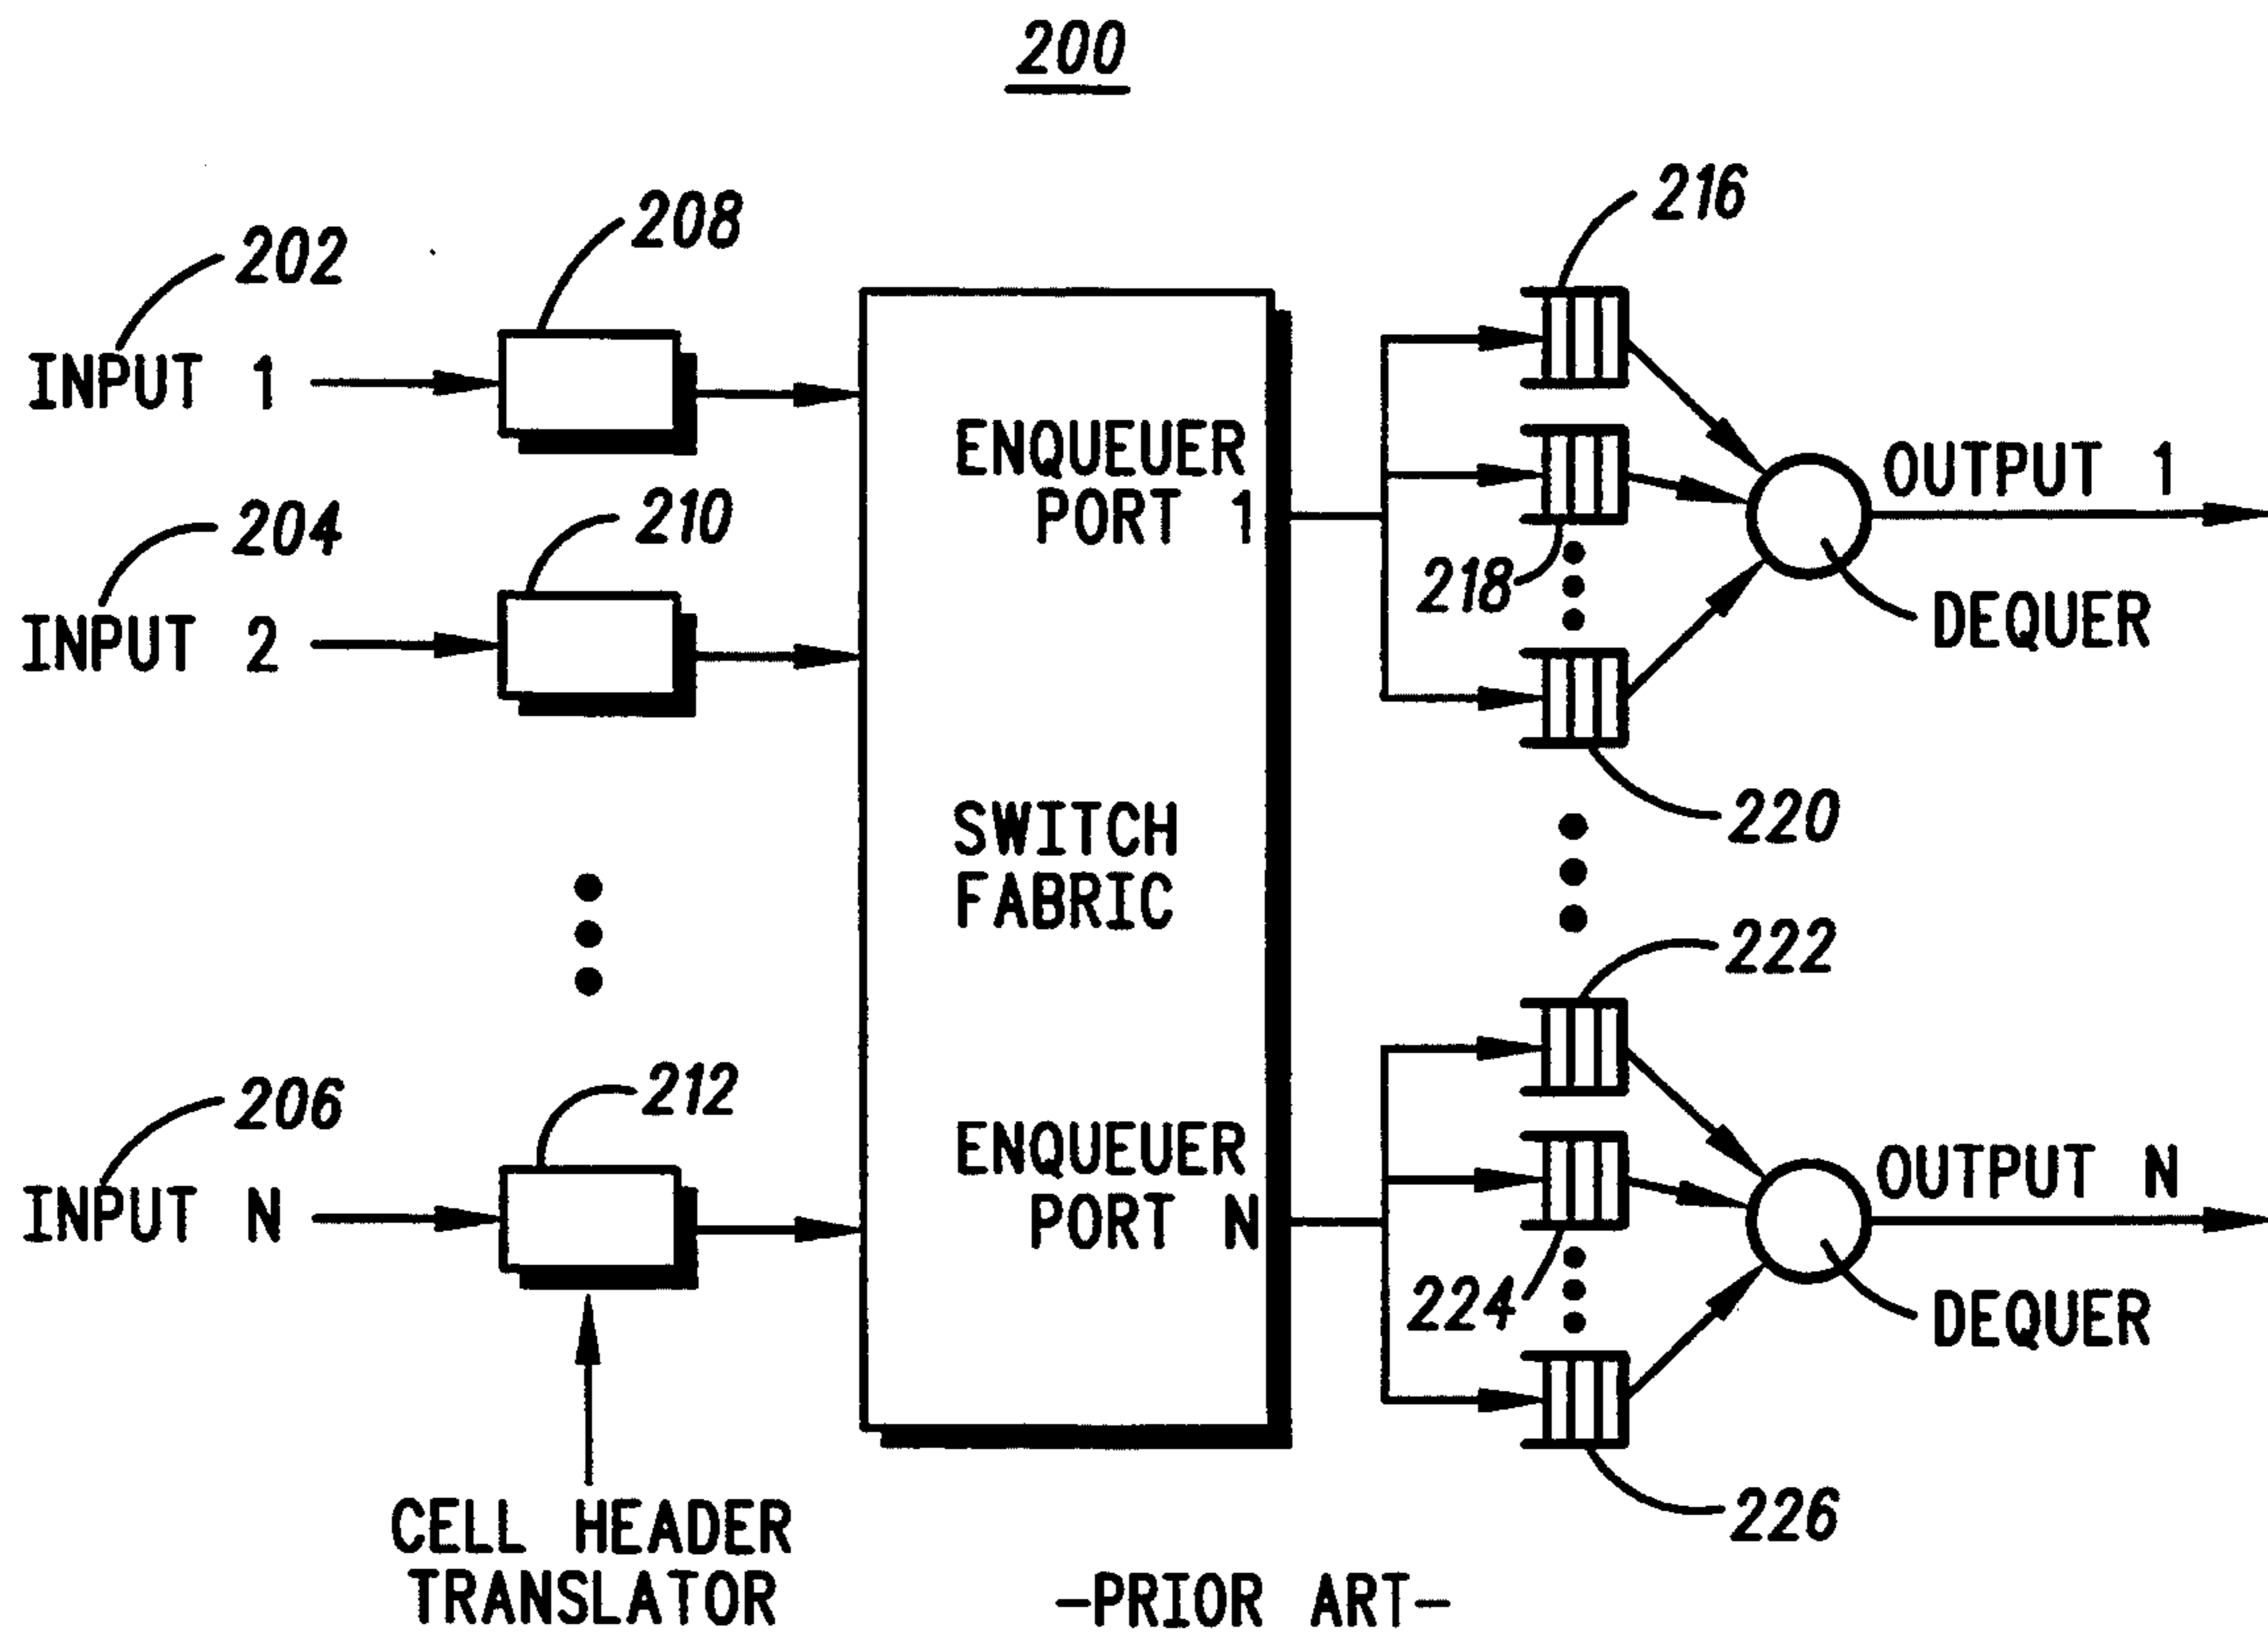 200
202
208
216
INPUT 1
ENQUEUER
PORT 1
OUTPUT 1
204
210
218
DEQUER
INPUT 2
220
SWITCH
FABRIC
222
206
212
INPUT N
ENQUEUER
PORT N
OUTPUT N
224
DEQUER
226
CELL HEADER
TRANSLATOR
-PRIOR ART-